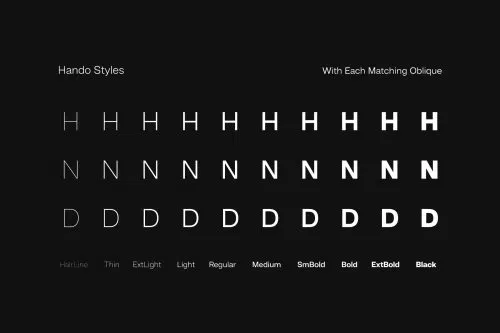 Hando Styles
With Each Matching Oblique
H H H H H H H H H H
N N N N N N N N N N
D D D D D D D D D D
HairLine Thin ExtLight Light Regular Medium SmBold Bold ExtBold Black